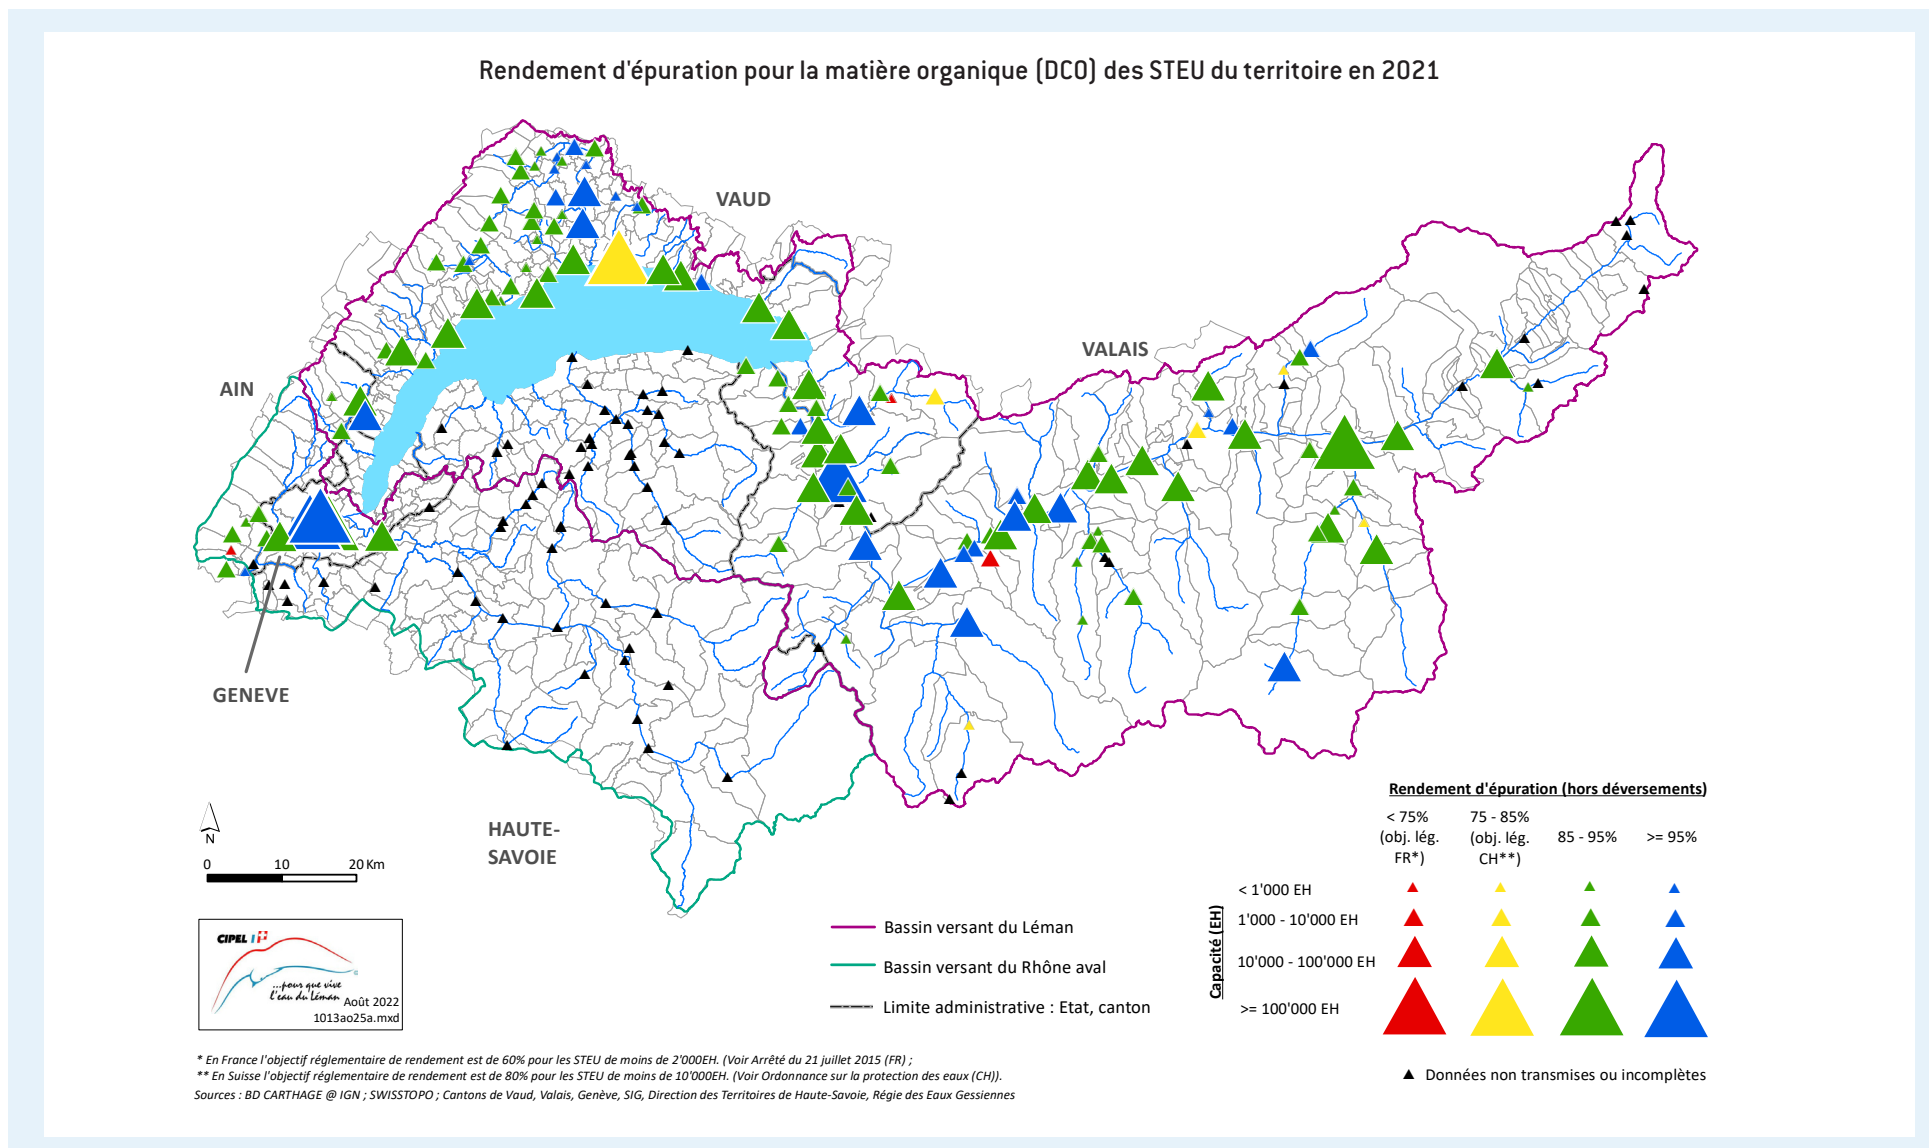 Rendement d'épuration pour la matière organique (DCO) des STEU du territoire en 2021
VAUD
VALAIS
AIN
GENEVE
HAUTE-
SAVOIE
N
0 10 20 Km
CIPEL
...pour que vive
l'eau du Léman
Août 2022
1013ao25a.mxd
Bassin versant du Léman
Bassin versant du Rhône aval
Limite administrative : Etat, canton
Rendement d'épuration (hors déversements)
< 75%
(obj. lég.
FR*)
75 - 85%
(obj. lég.
CH**)
85 - 95%
>= 95%
Capacité (EH)
< 1'000 EH
1'000 - 10'000 EH
10'000 - 100'000 EH
>= 100'000 EH
Données non transmises ou incomplètes
* En France l'objectif réglementaire de rendement est de 60% pour les STEU de moins de 2'000EH. (Voir Arrêté du 21 juillet 2015 (FR) ;
** En Suisse l'objectif réglementaire de rendement est de 80% pour les STEU de moins de 10'000EH. (Voir Ordonnance sur la protection des eaux (CH)).
Sources : BD CARTHAGE @ IGN ; SWISSTOPO ; Cantons de Vaud, Valais, Genève, SIG, Direction des Territoires de Haute-Savoie, Régie des Eaux Gessiennes